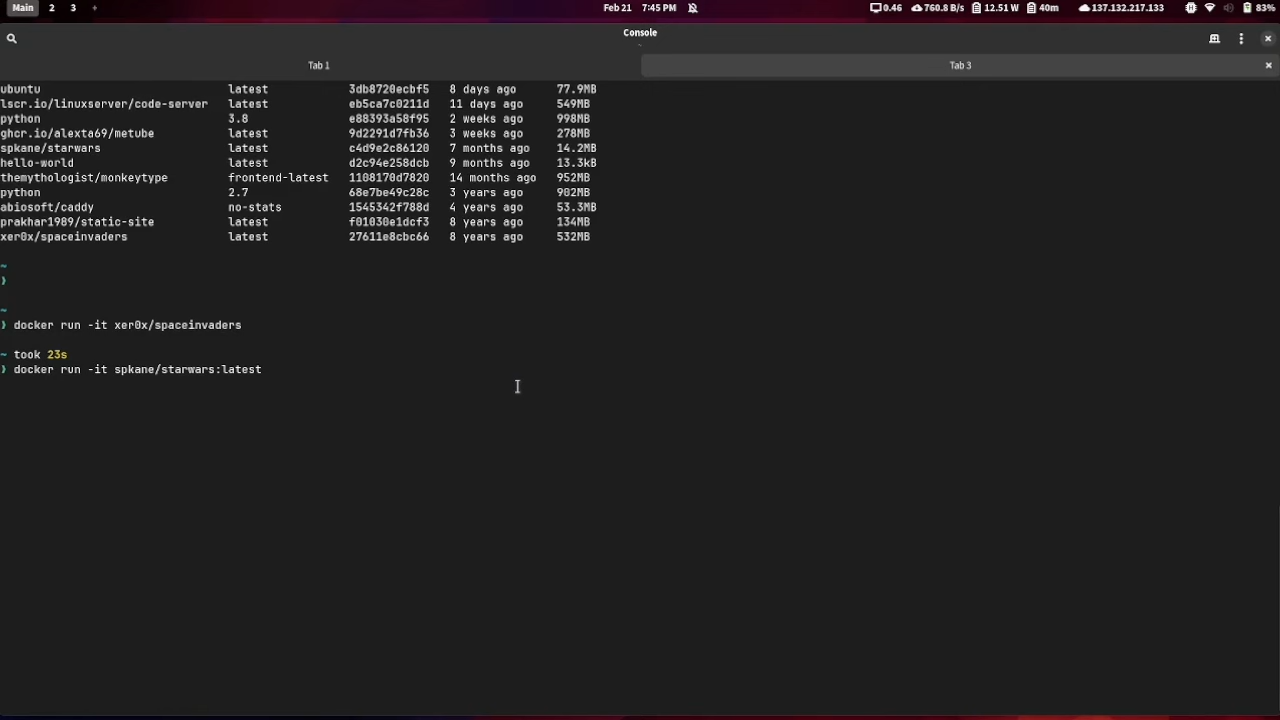 Main 2 3 +
Feb 21 7:45 PM
0.46 760.8 B/s 12.51 W 40m 137.132.217.133 83%
Console
Tab 1 Tab 3
ubuntu latest 3db8720ecbf5 8 days ago 77.9MB
lscr.io/linuxserver/code-server latest eb5ca7c0211d 11 days ago 549MB
python 3.8 e88393a58f95 2 weeks ago 998MB
ghcr.io/alexta69/metube latest 9d2291d7fb36 3 weeks ago 278MB
spkane/starwars latest c4d9e2c86120 7 months ago 14.2MB
hello-world latest d2c94e258dcb 9 months ago 13.3kB
themythologist/monkeytype frontend-latest 1108170d7820 14 months ago 952MB
python 2.7 68e7be49c28c 3 years ago 902MB
abiosoft/caddy no-stats 1545342f788d 4 years ago 53.3MB
prakhar1989/static-site latest f01030e1dcf3 8 years ago 134MB
xer0x/spaceinvaders latest 27611e8cbc66 8 years ago 532MB
~
❯
~
❯ docker run -it xer0x/spaceinvaders
~ took 23s
❯ docker run -it spkane/starwars:latest